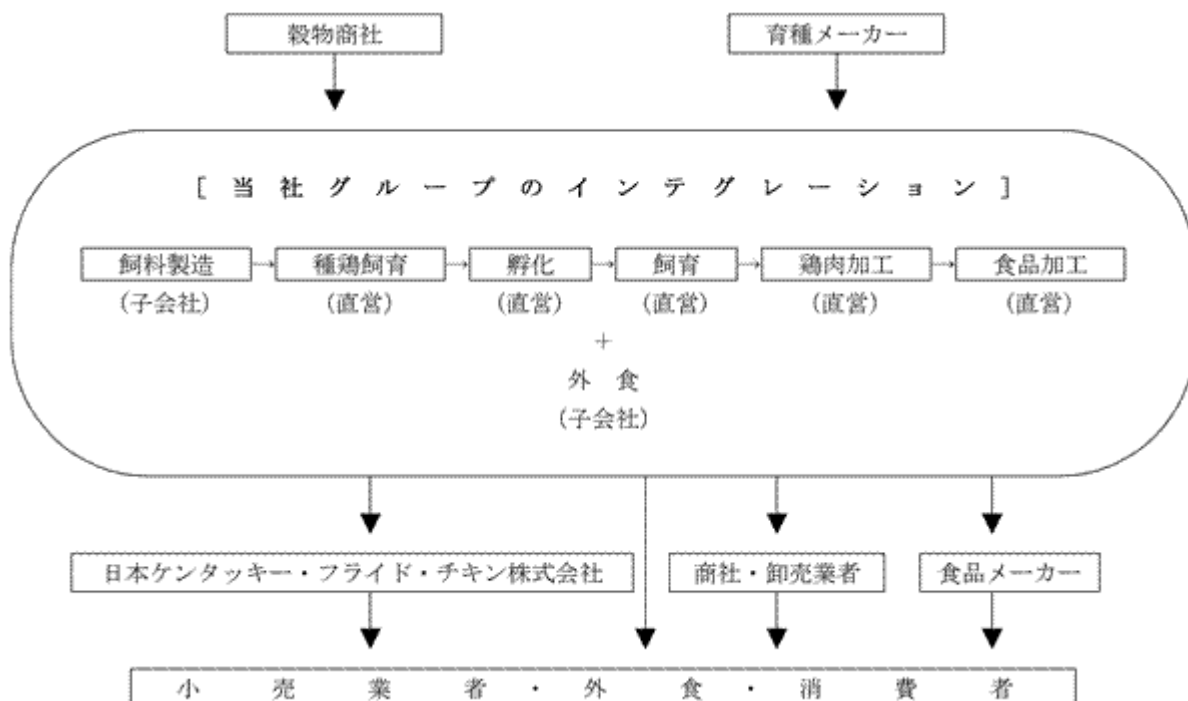 穀物商社 育種メーカー
[当社グループのインテグレーション]
飼料製造 → 種鶏飼育 → 孵化 → 飼育 → 鶏肉加工 → 食品加工
(子会社) (直営) (直営) (直営) (直営) (直営)
+
外食
(子会社)
日本ケンタッキー・フライド・チキン株式会社 商社・卸売業者 食品メーカー
小売業者・外食・消費者